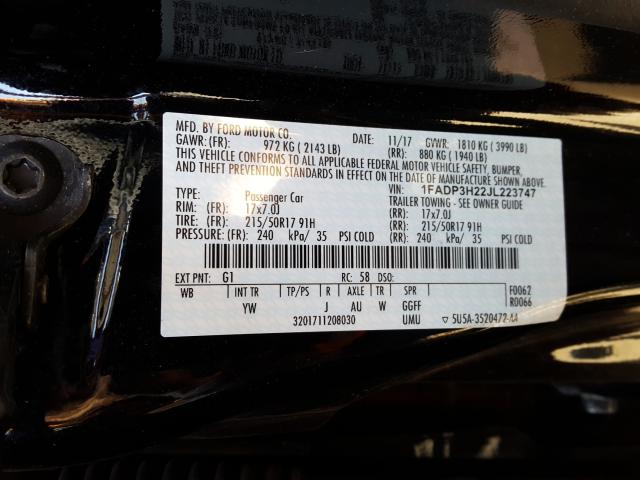 MFD. BY FORD MOTOR CO. DATE: 11/17 GVWR: 1810 KG ( 3990 LB)
GAWR: (FR): 972 KG ( 2143 LB) (RR): 880 KG ( 1940 LB)
THIS VEHICLE CONFORMS TO ALL APPLICABLE FEDERAL MOTOR VEHICLE SAFETY, BUMPER,
AND THEFT PREVENTION STANDARDS IN EFFECT ON THE DATE OF MANUFACTURE SHOWN ABOVE.
VIN: 1FADP3H22JL223747
TYPE: Passenger Car TRAILER TOWING - SEE OWNER GUIDE
RIM: (FR): 17x7.0J (RR): 17x7.0J
TIRE: (FR): 215/50R17 91H (RR): 215/50R17 91H
PRESSURE: (FR): 240 kPa/ 35 PSI COLD (RR): 240 kPa/ 35 PSI COLD
EXT PNT: G1 RC: 58 DSO: F0062
WB INT TR TP/PS R AXLE TR SPR R0066
YW J AU W GGFF
3201711208030 UMU ▽ 5U5A-3520472-AA